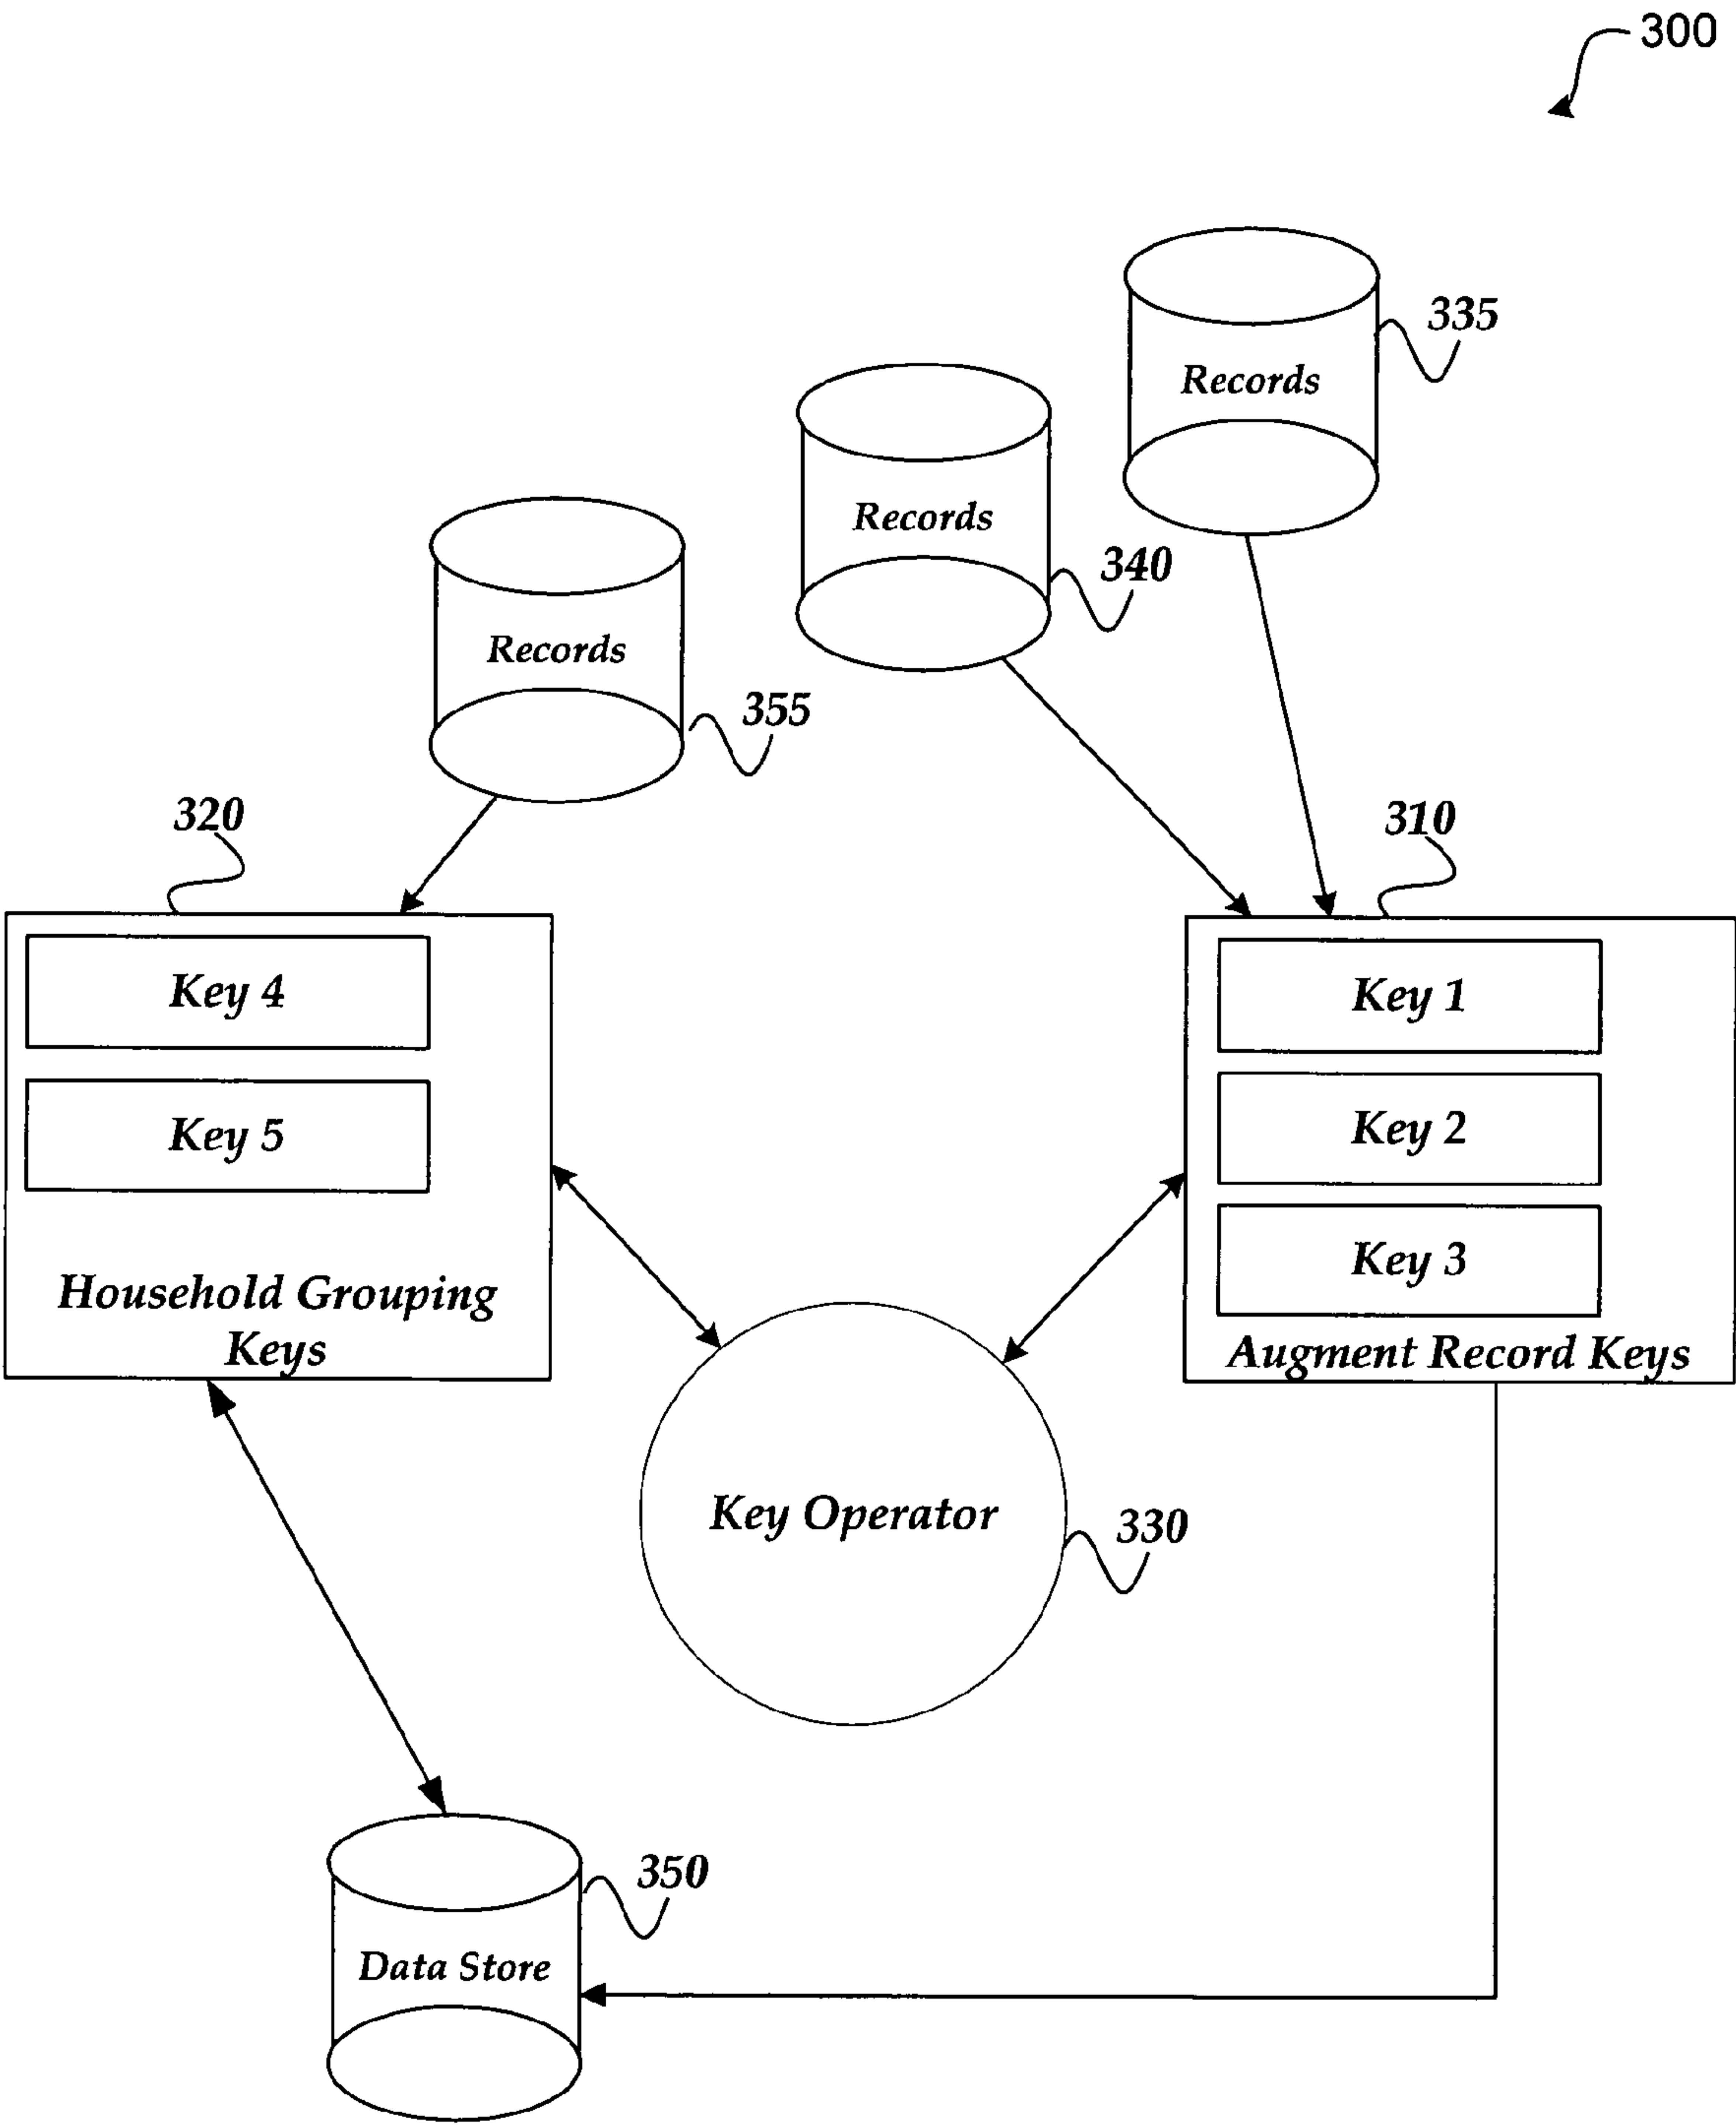 300
335
Records
Records
340
Records
355
320
310
Key 4
Key 1
Key 5
Key 2
Key 3
Household Grouping
Keys
Augment Record Keys
Key Operator
330
350
Data Store